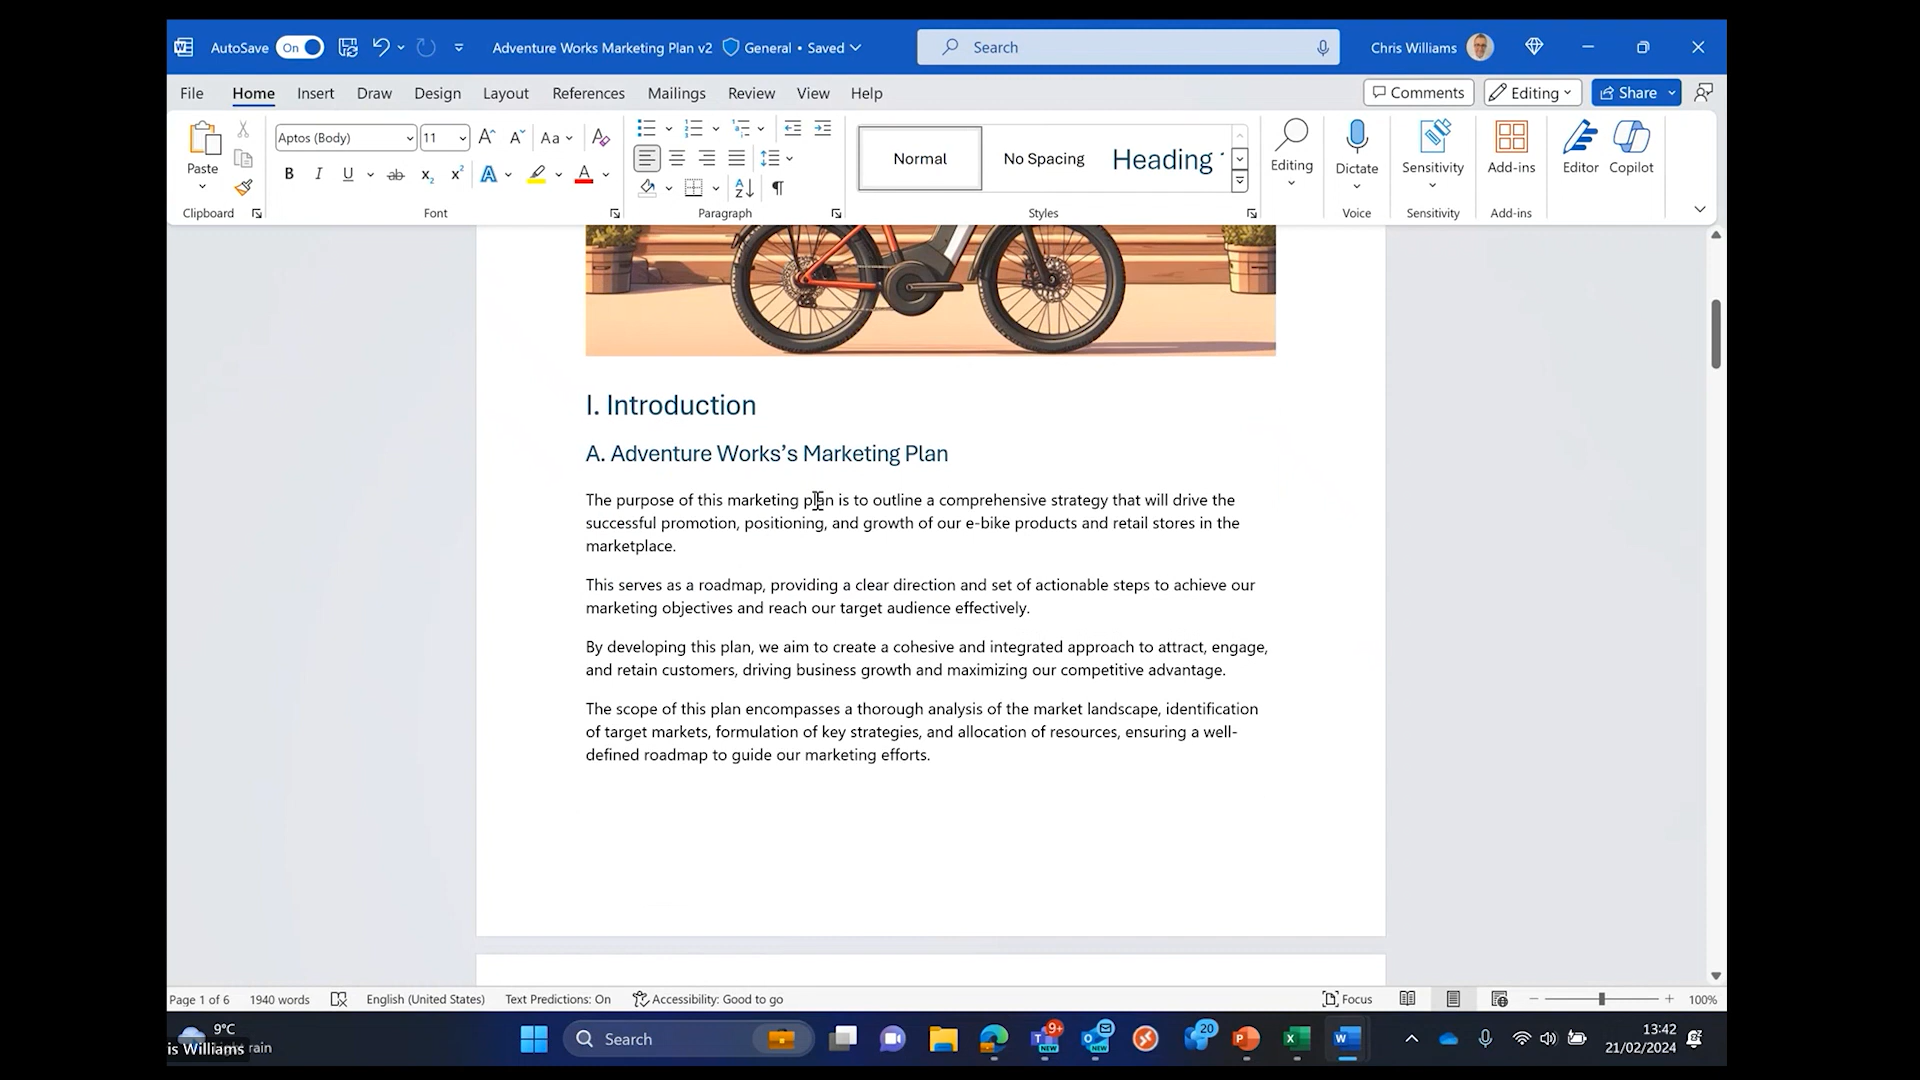 AutoSave On Adventure Works Marketing Plan v2 General • Saved Search Chris Williams
File Home Insert Draw Design Layout References Mailings Review View Help Comments Editing Share
Paste Aptos (Body) 11 Aa Normal No Spacing Heading Editing Dictate Sensitivity Add-ins Editor Copilot
Clipboard Font Paragraph Styles Voice Sensitivity Add-ins
I. Introduction
A. Adventure Works’s Marketing Plan
The purpose of this marketing plan is to outline a comprehensive strategy that will drive the
successful promotion, positioning, and growth of our e-bike products and retail stores in the
marketplace.
This serves as a roadmap, providing a clear direction and set of actionable steps to achieve our
marketing objectives and reach our target audience effectively.
By developing this plan, we aim to create a cohesive and integrated approach to attract, engage,
and retain customers, driving business growth and maximizing our competitive advantage.
The scope of this plan encompasses a thorough analysis of the market landscape, identification
of target markets, formulation of key strategies, and allocation of resources, ensuring a well-
defined roadmap to guide our marketing efforts.
Page 1 of 6 1940 words English (United States) Text Predictions: On Accessibility: Good to go Focus 100%
9°C Search 9+ NEW NEW 20 13:42
is Williams rain 21/02/2024